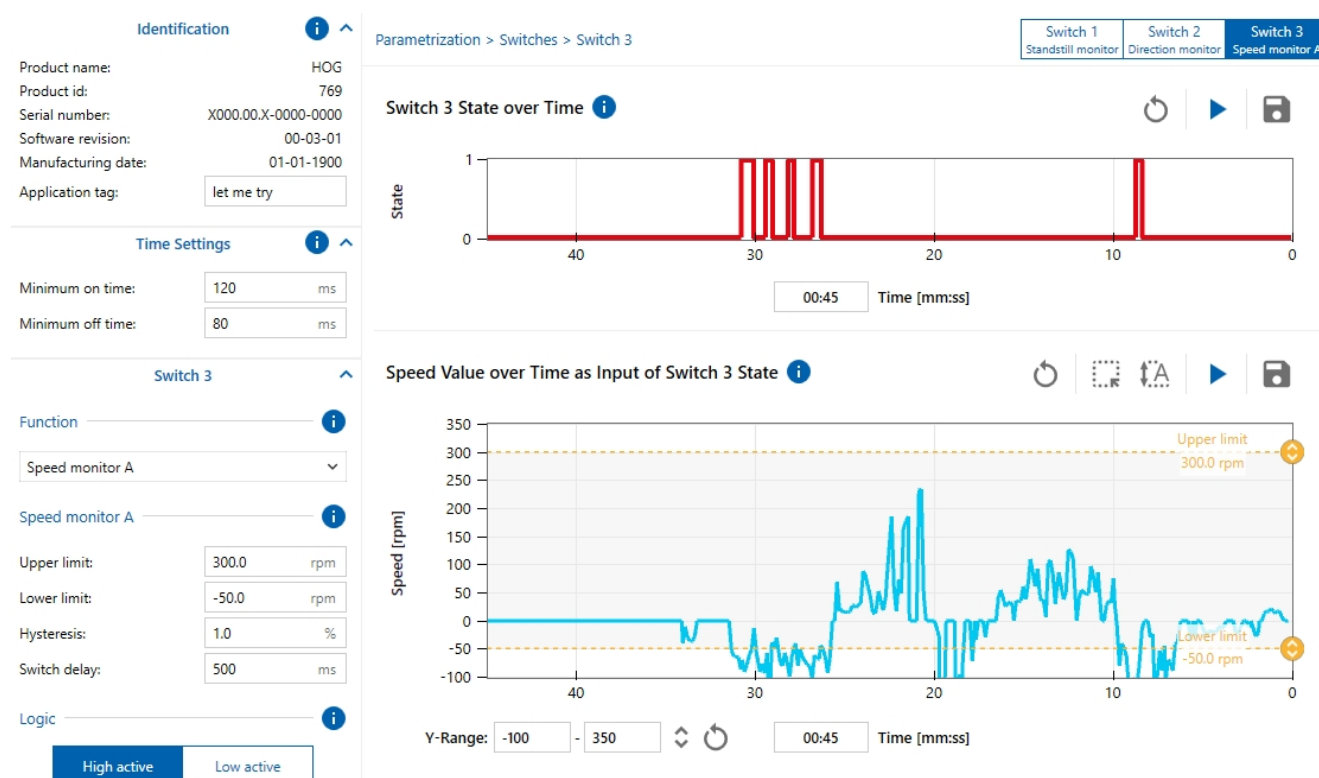 Identification
Product name: HOG
Product id: 769
Serial number: X000.00.X-0000-0000
Software revision: 00-03-01
Manufacturing date: 01-01-1900
Application tag: let me try
Time Settings
Minimum on time: 120 ms
Minimum off time: 80 ms
Switch 3
Function
Speed monitor A
Speed monitor A
Upper limit: 300.0 rpm
Lower limit: -50.0 rpm
Hysteresis: 1.0 %
Switch delay: 500 ms
Logic
High active Low active
Parametrization > Switches > Switch 3
Switch 1 Switch 2 Switch 3
Standstill monitor Direction monitor Speed monitor A
Switch 3 State over Time
State
1
0
40 30 20 10 0
00:45 Time [mm:ss]
Speed Value over Time as Input of Switch 3 State
A
Speed [rpm]
350
300
250
200
150
100
50
0
-50
-100
Upper limit
300.0 rpm
Lower limit
-50.0 rpm
40 30 20 10 0
Y-Range: -100 - 350 00:45 Time [mm:ss]